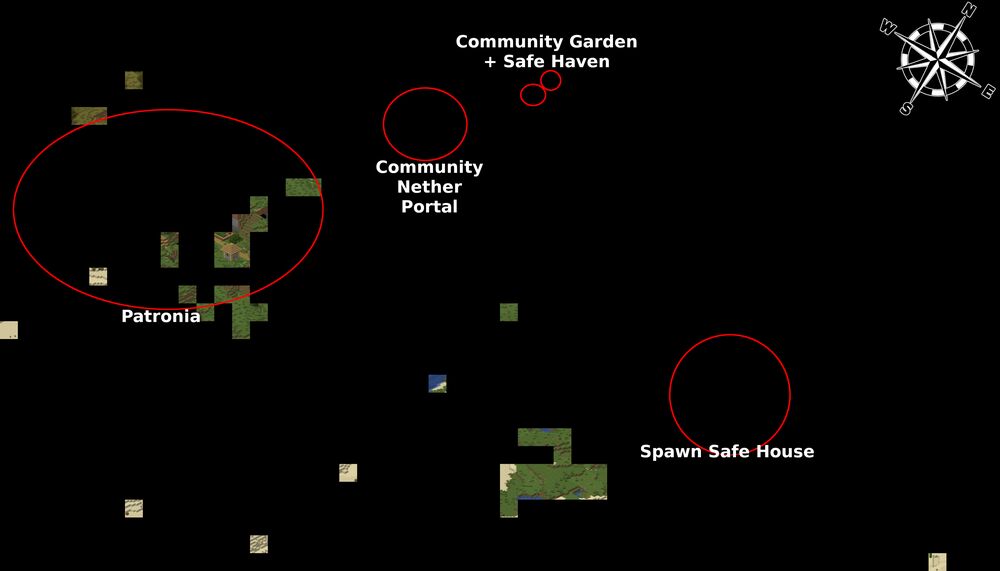 N
W
E
S
Community Garden
+ Safe Haven
Community
Nether
Portal
Patronia
Spawn Safe House